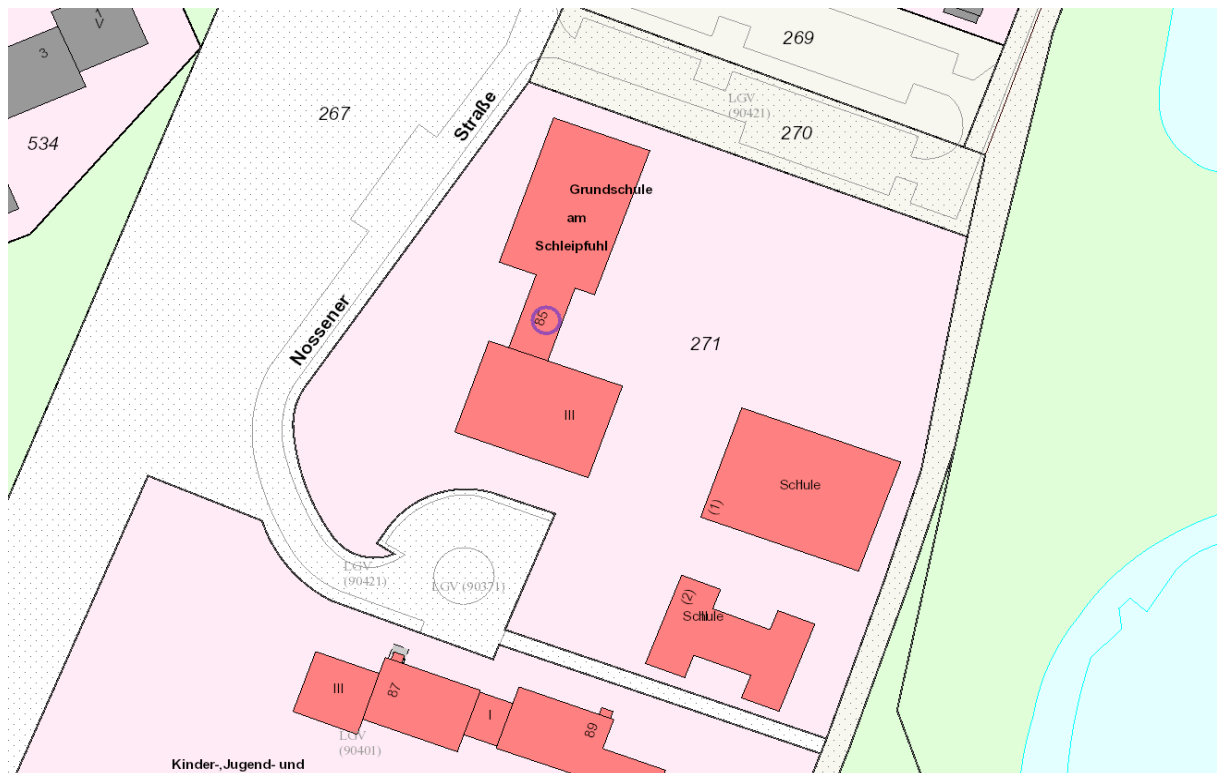 269
3
267
Straße
LGV
(90421)
270
534
Grundschule
am
Schleipfuhl
85
Nossener
271
III
Schule
(1)
LGV
(90421)
LGV (90371)
(2)
Schule
III
87
I
89
LGV
(90401)
Kinder-,Jugend- und